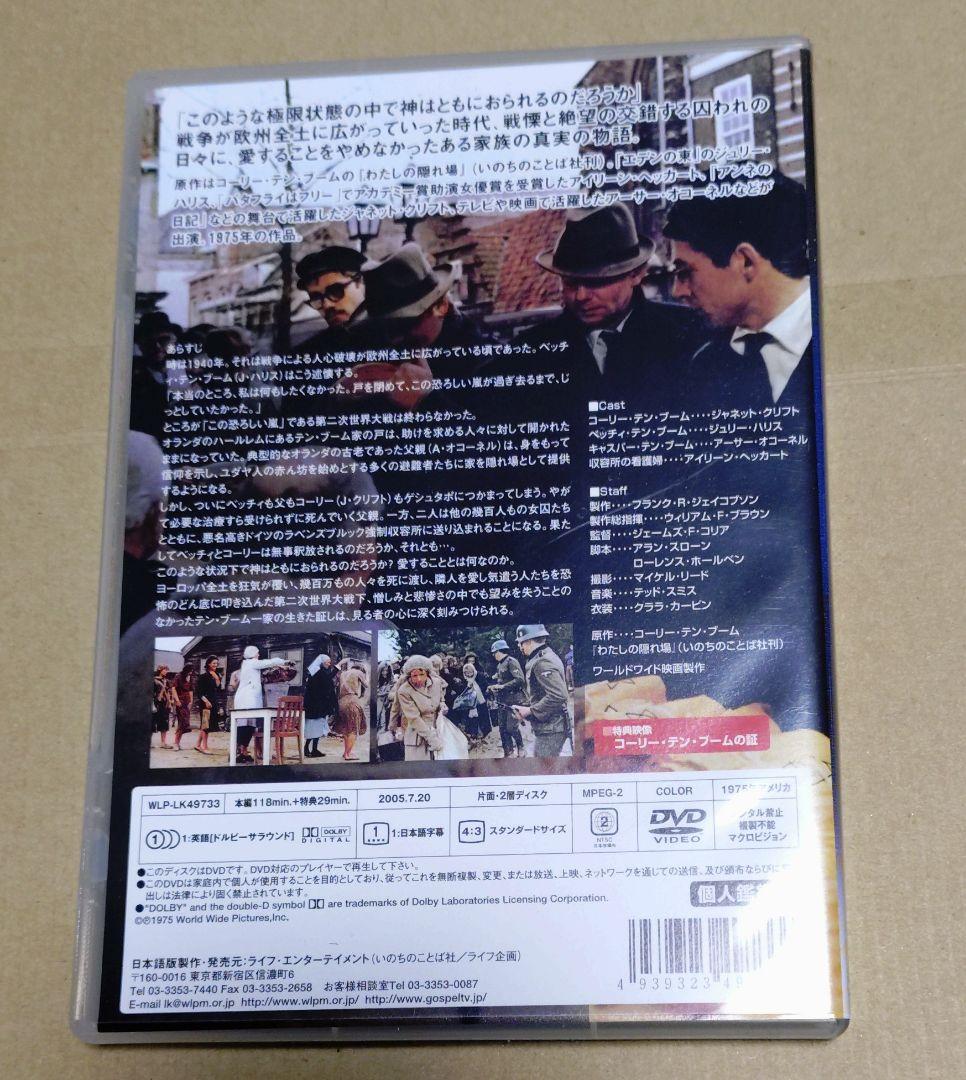 「このような極限状態の中で神はともにおられるのだろうか」
戦争が欧州全土に広がっていった時代、戦慄と絶望の交錯する囚われの
日々に、愛することをやめなかったある家族の真実の物語。
原作はコーリー・テン・ブームの『わたしの隠れ場』(いのちのことば社刊)。『エデンの東』のジュリー・
ハリス、『バタフライはフリー』でアカデミー賞助演女優賞を受賞したアイリーン・ヘッカート、『アンネの
日記』などの舞台で活躍したジャネット・クリフト、テレビや映画で活躍したアーサー・オコーネルなどが
出演。1975年の作品。
あらすじ
時は1940年。それは戦争による人心破壊が欧州全土に広がっている頃であった。ベッチ
ィ・テン・ブーム(J・ハリス)はこう述懐する。
「本当のところ、私は何もしたくなかった。戸を閉めて、この恐ろしい嵐が過ぎ去るまで、じ
っとしていたかった。」
ところが「この恐ろしい嵐」である第二次世界大戦は終わらなかった。
オランダのハールレムにあるテン・ブーム家の戸は、助けを求める人々に対して開かれた
ままになっていた。典型的なオランダの古老であった父親(A・オコーネル)は、身をもって
信仰を示し、ユダヤ人の赤ん坊を始めとする多くの避難者たちに家を隠れ場として提供
するようになる。
しかし、ついにベッチィも父もコーリー(J・クリフト)もゲシュタポにつかまってしまう。やが
て必要な治療すら受けられずに死んでいく父親。一方、二人は他の幾百人もの女囚たち
とともに、悪名高きドイツのラベンズブルック強制収容所に送り込まれることになる。果た
してベッチィとコーリーは無事釈放されるのだろうか、それとも…。
このような状況下で神はともにおられるのだろうか? 愛することとは何なのか。
ヨーロッパ全土を狂気が覆い、幾百万もの人々を死に渡し、隣人を愛し気遣う人たちを恐
怖のどん底に叩き込んだ第二次世界大戦下、憎しみと悲惨さの中でも望みを失うことの
なかったテン・ブーム一家の生きた証しは、見る者の心に深く刻みつけられる。
■Cast
コーリー・テン・ブーム・・・・ジャネット・クリフト
ベッチィ・テン・ブーム・・・・ジュリー・ハリス
キャスパー・テン・ブーム・・・アーサー・オコーネル
収容所の看護婦・・・・アイリーン・ヘッカート
■Staff
製作・・・・フランク・R・ジェイコブソン
製作総指揮・・・・ウィリアム・F・ブラウン
監督・・・・ジェームズ・F・コリア
脚本・・・・アラン・スローン
ローレンス・ホールベン
撮影・・・・マイケル・リード
音楽・・・・テッド・スミス
衣装・・・・クララ・カービン
原作・・・・コーリー・テン・ブーム
『わたしの隠れ場』(いのちのことば社刊)
ワールドワイド映画製作
■特典映像
コーリー・テン・ブームの証
WLP-LK49733 本編118min.+特典29min. 2005.7.20 片面・2層ディスク MPEG-2 COLOR 1975年アメリカ
1 1:英語[ドルビーサラウンド] DOLBY DIGITAL 1 1:日本語字幕 4:3 スタンダードサイズ 2 NTSC 日本市場向 DVD VIDEO
タル禁止
複製不能
マクロビジョン
●このディスクはDVDです。DVD対応のプレイヤーで再生して下さい。
●このDVDは家庭内で個人が使用することを目的としており、従ってこれを無断複製、変更、または放送、上映、ネットワークを通じての送信、及び頒布ならびに
出しは法律により固く禁止されています。
●"DOLBY" and the double-D symbol are trademarks of Dolby Laboratories Licensing Corporation.
©℗1975 World Wide Pictures,Inc.
個人鑑
日本語版製作・発売元:ライフ・エンターテイメント(いのちのことば社/ライフ企画)
〒160-0016 東京都新宿区信濃町6
Tel 03-3353-7440 Fax 03-3353-2658 お客様相談室Tel 03-3353-0087
E-mail lk@wlpm.or.jp http://www.wlpm.or.jp/ http://www.gospeltv.jp/
4 939323 49